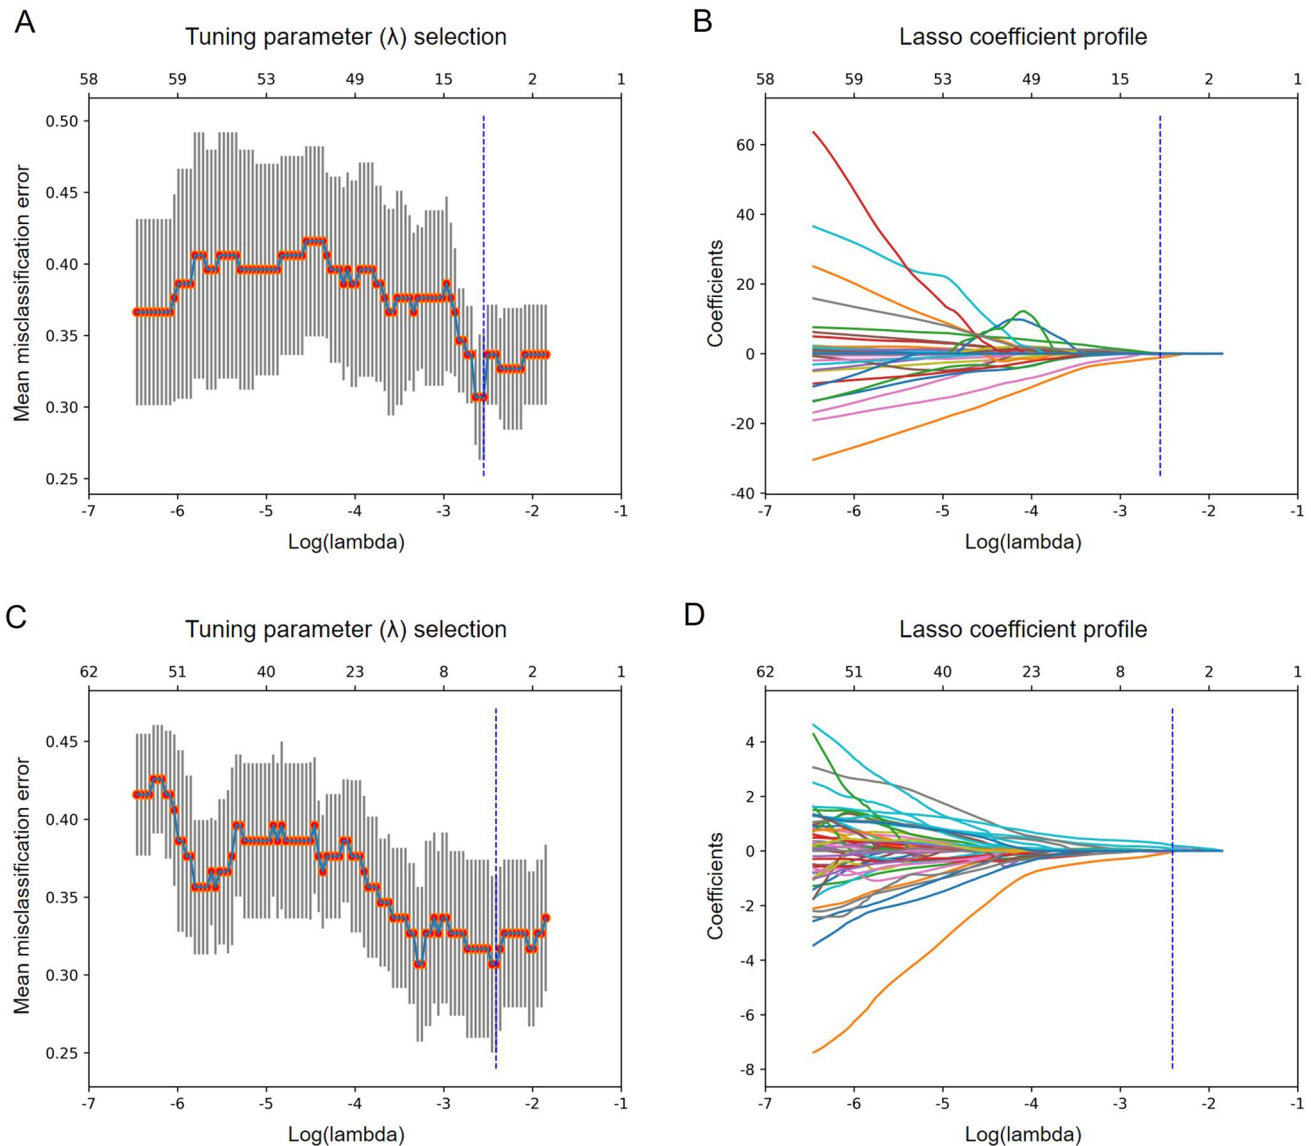 A
Tuning parameter (λ) selection
58 59 53 49 15 2 1
Mean misclassification error
0.50
0.45
0.40
0.35
0.30
0.25
-7 -6 -5 -4 -3 -2 -1
Log(lambda)
B
Lasso coefficient profile
58 59 53 49 15 2 1
Coefficients
60
40
20
0
-20
-40
-7 -6 -5 -4 -3 -2 -1
Log(lambda)
C
Tuning parameter (λ) selection
62 51 40 23 8 2 1
Mean misclassification error
0.45
0.40
0.35
0.30
0.25
-7 -6 -5 -4 -3 -2 -1
Log(lambda)
D
Lasso coefficient profile
62 51 40 23 8 2 1
Coefficients
4
2
0
-2
-4
-6
-8
-7 -6 -5 -4 -3 -2 -1
Log(lambda)